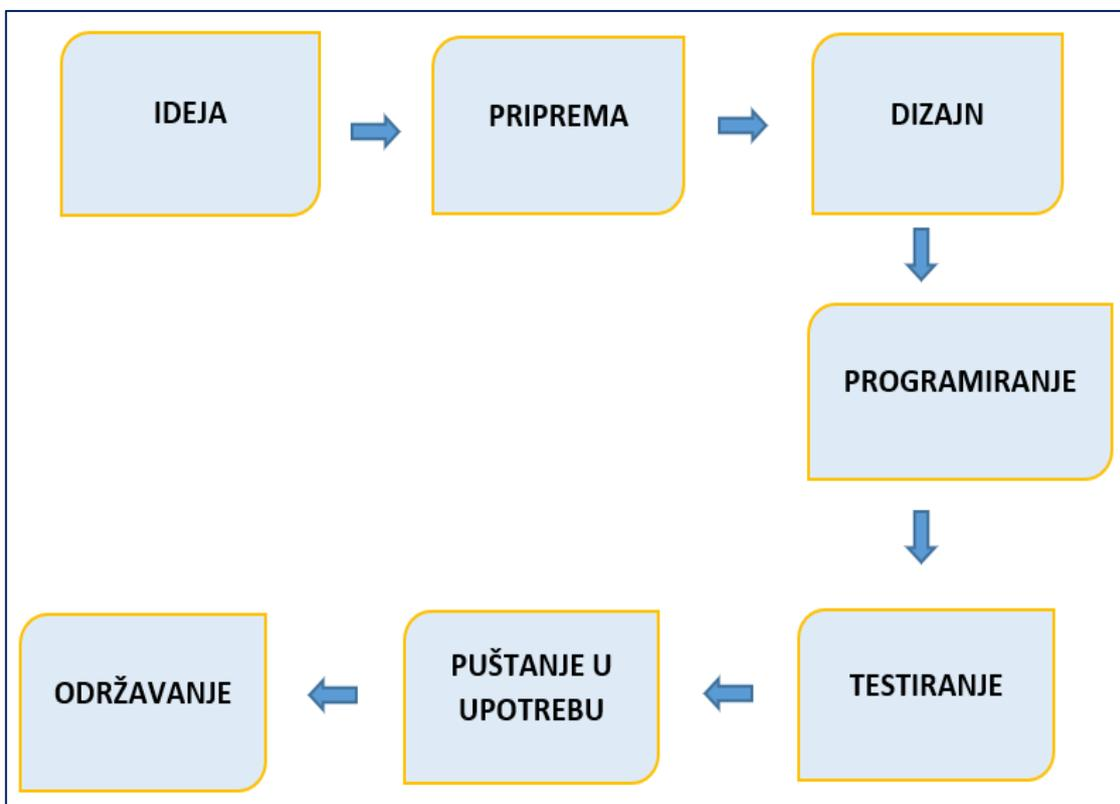 IDEJA
PRIPREMA
DIZAJN
PROGRAMIRANJE
TESTIRANJE
PUŠTANJE U
UPOTREBU
ODRŽAVANJE